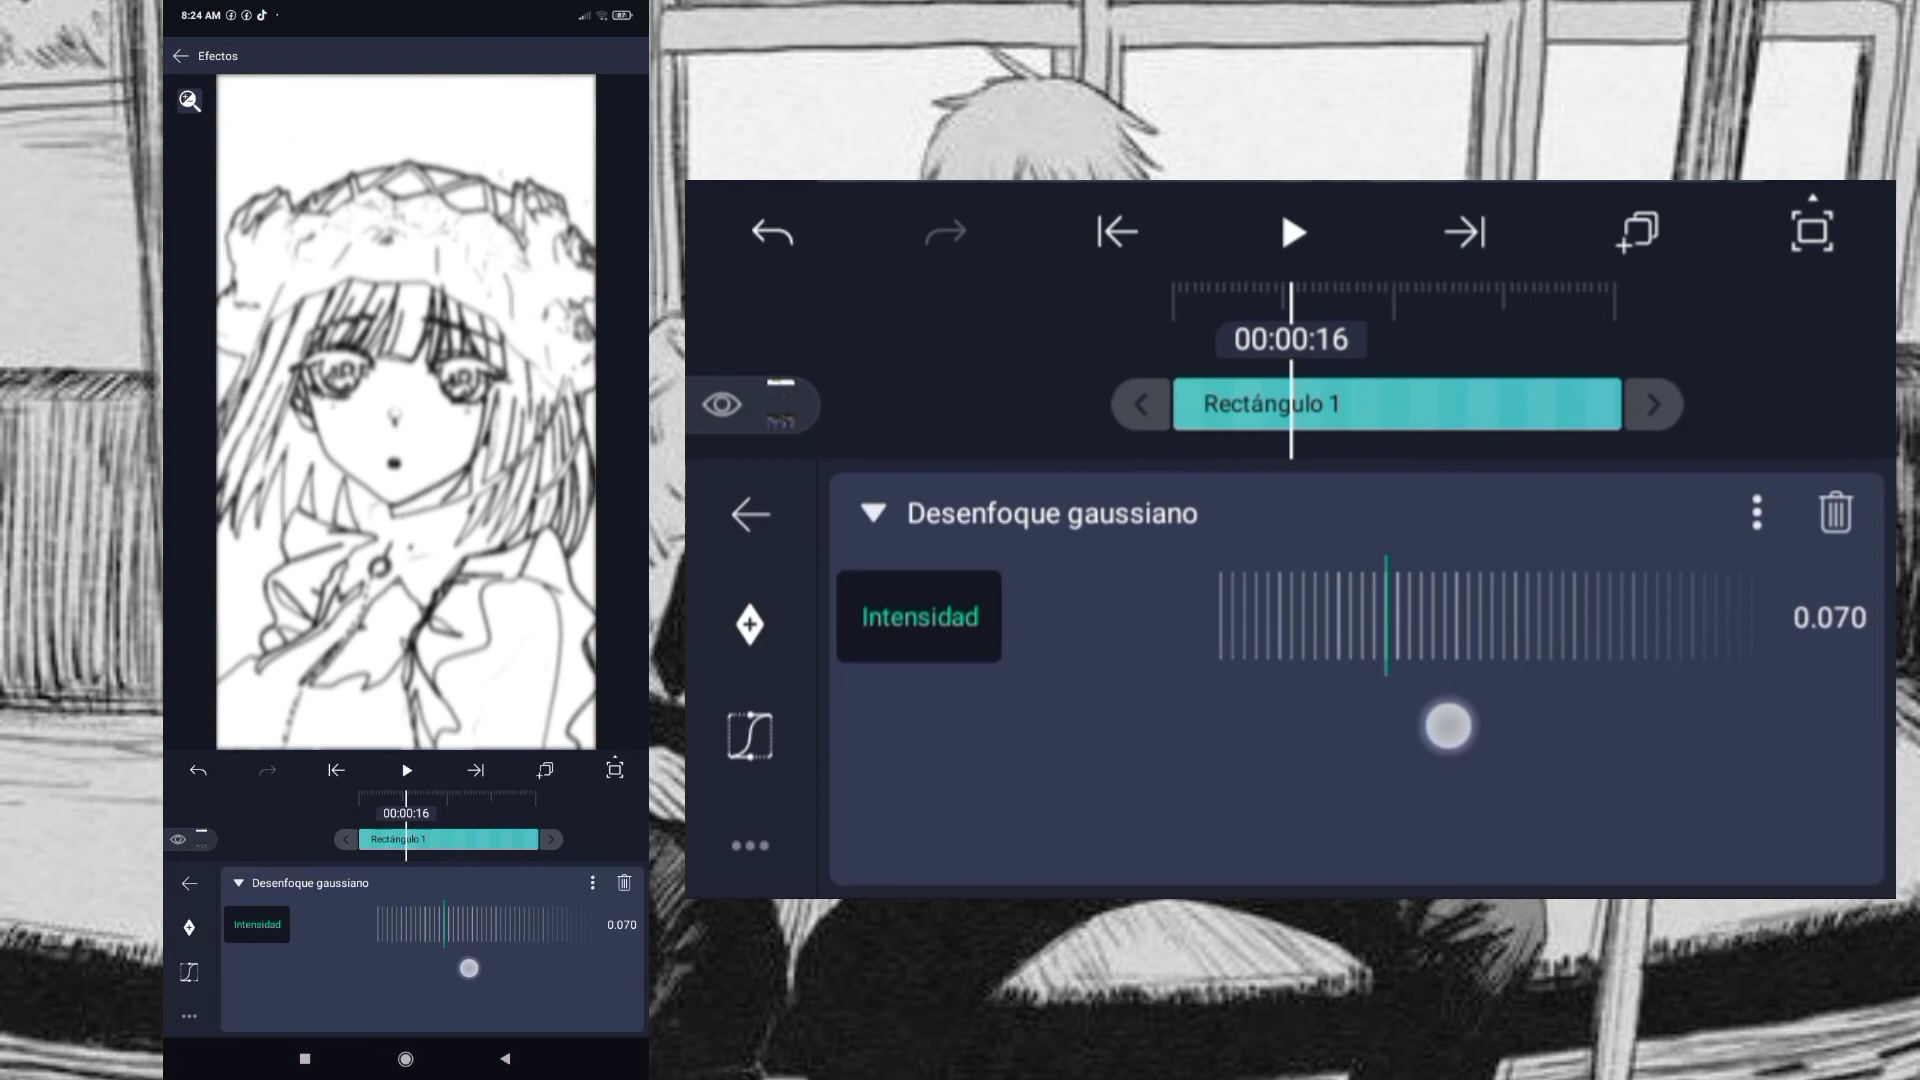 8:24 AM
87
Efectos
00:00:16
Rectángulo 1
Desenfoque gaussiano
Intensidad
0.070
00:00:16
Rectángulo 1
Desenfoque gaussiano
Intensidad
0.070